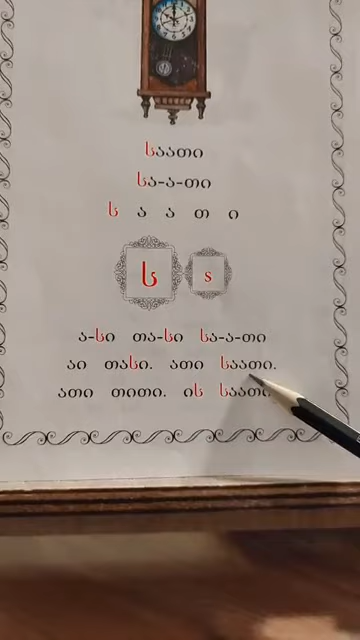 საათი
სა-ა-თი
ს ა ა თ ი
ს s
ა-სი თა-სი სა-ა-თი
აი თასი. ათი საათი.
ათი თითი. ის საათი